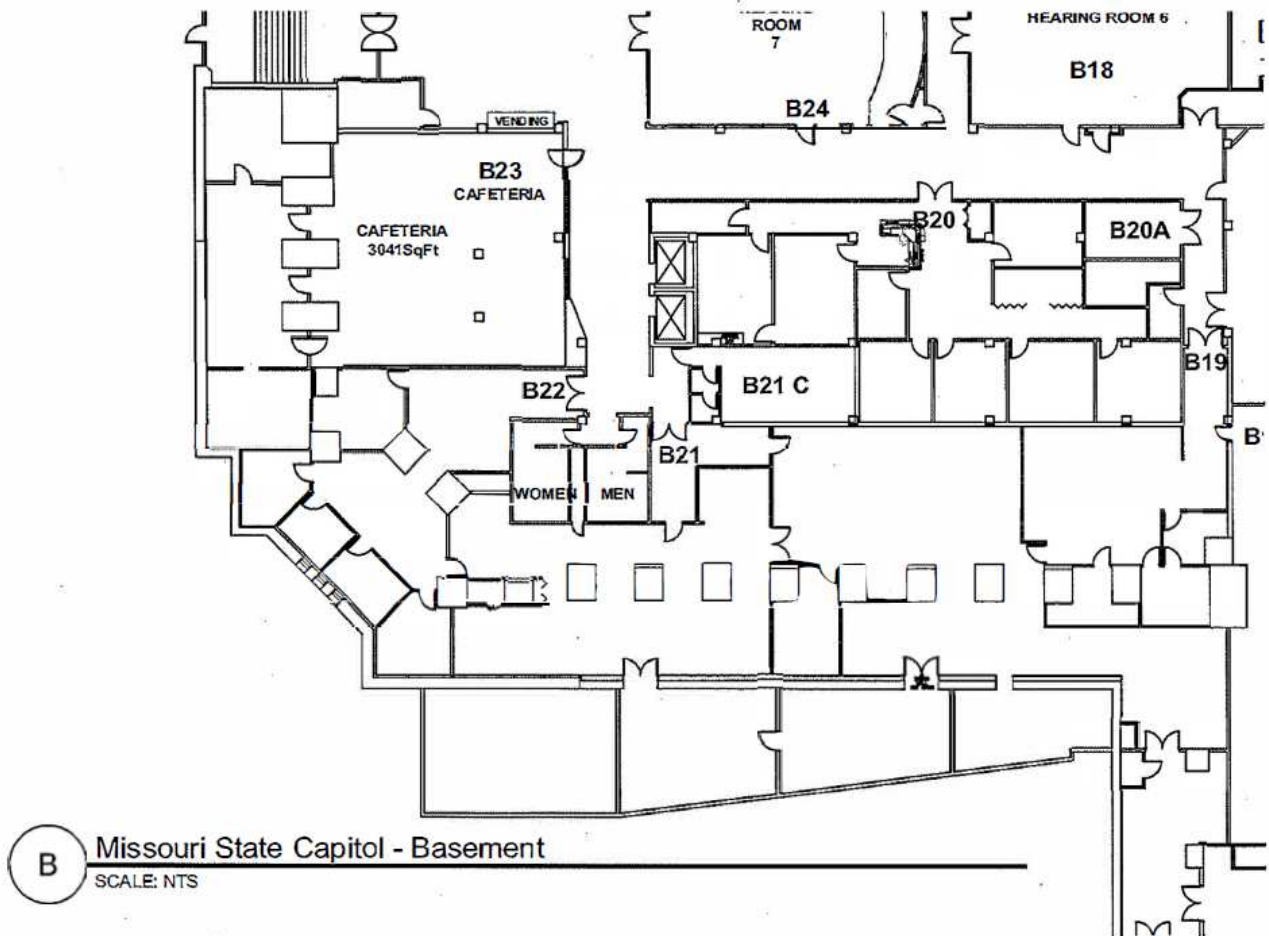 ROOM
7
HEARING ROOM 6
B18
B24
VENDING
B23
CAFETERIA
CAFETERIA
3041SqFt
B20
B20A
B19
B22
B21 C
B21
WOMEN
MEN
B
Missouri State Capitol - Basement
SCALE: NTS